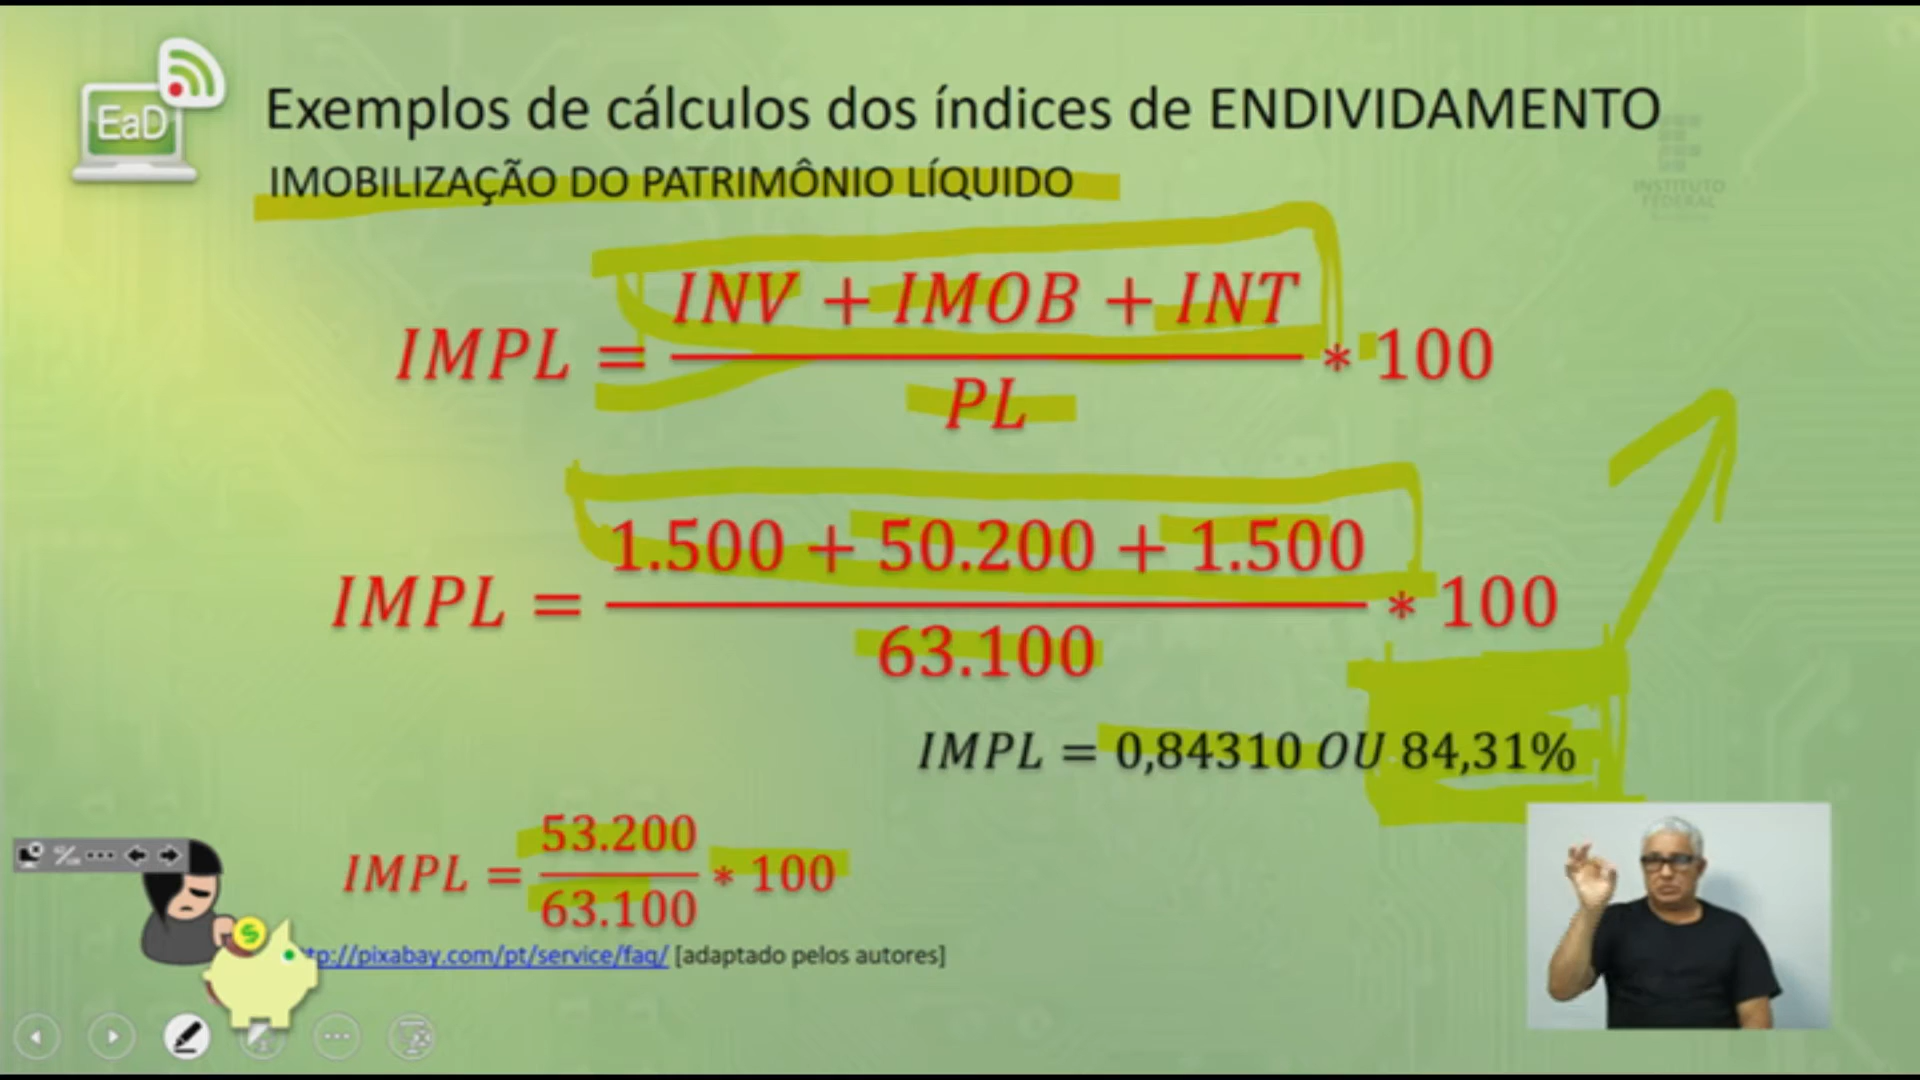 EaD
Exemplos de cálculos dos índices de ENDIVIDAMENTO
IMOBILIZAÇÃO DO PATRIMÔNIO LÍQUIDO
INSTITUTO
FEDERAL
IMPL = INV + IMOB + INT / PL * 100
IMPL = 1.500 + 50.200 + 1.500 / 63.100 * 100
IMPL = 0,84310 OU 84,31%
IMPL = 53.200 / 63.100 * 100
tp://pixabay.com/pt/service/faq/ [adaptado pelos autores]